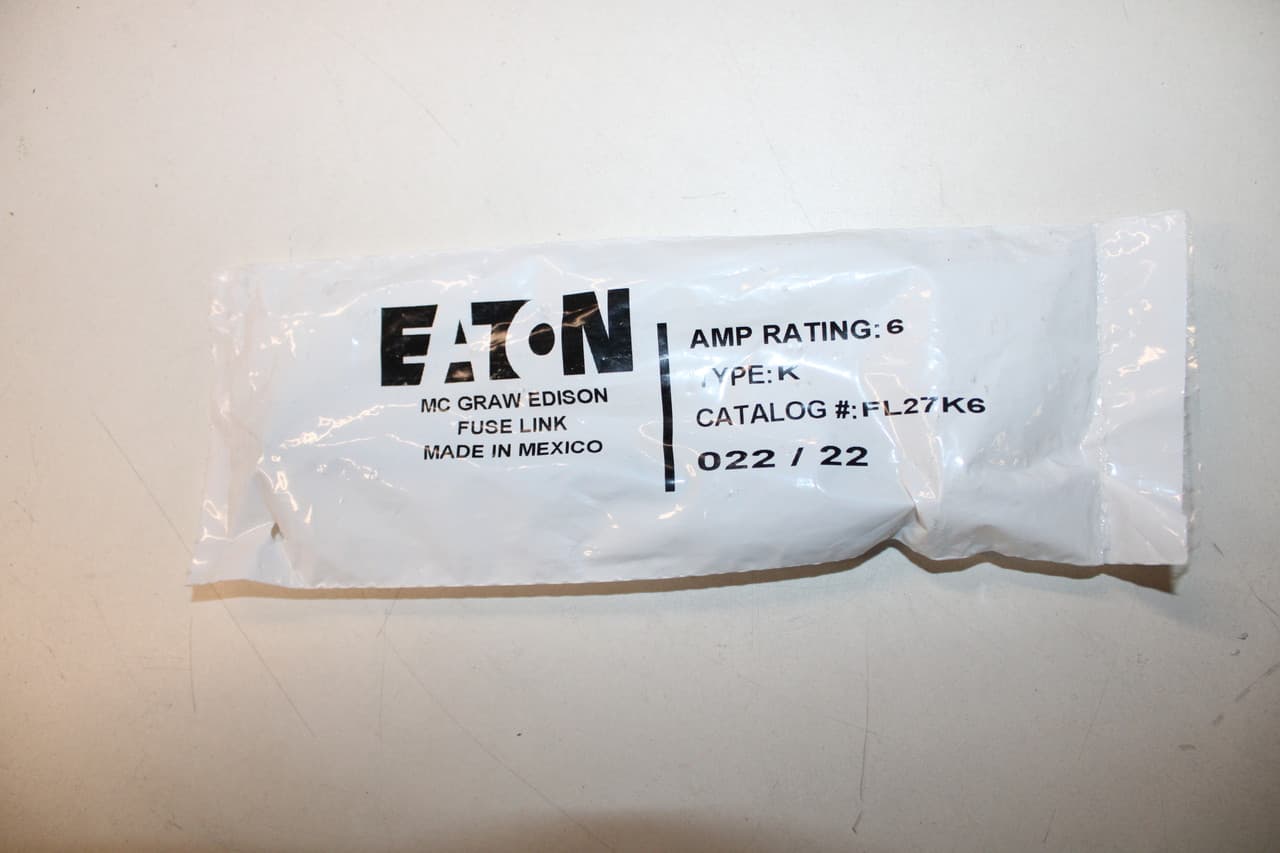 EATON
MC GRAW EDISON
FUSE LINK
MADE IN MEXICO
AMP RATING: 6
TYPE: K
CATALOG #: FL27K6
022 / 22